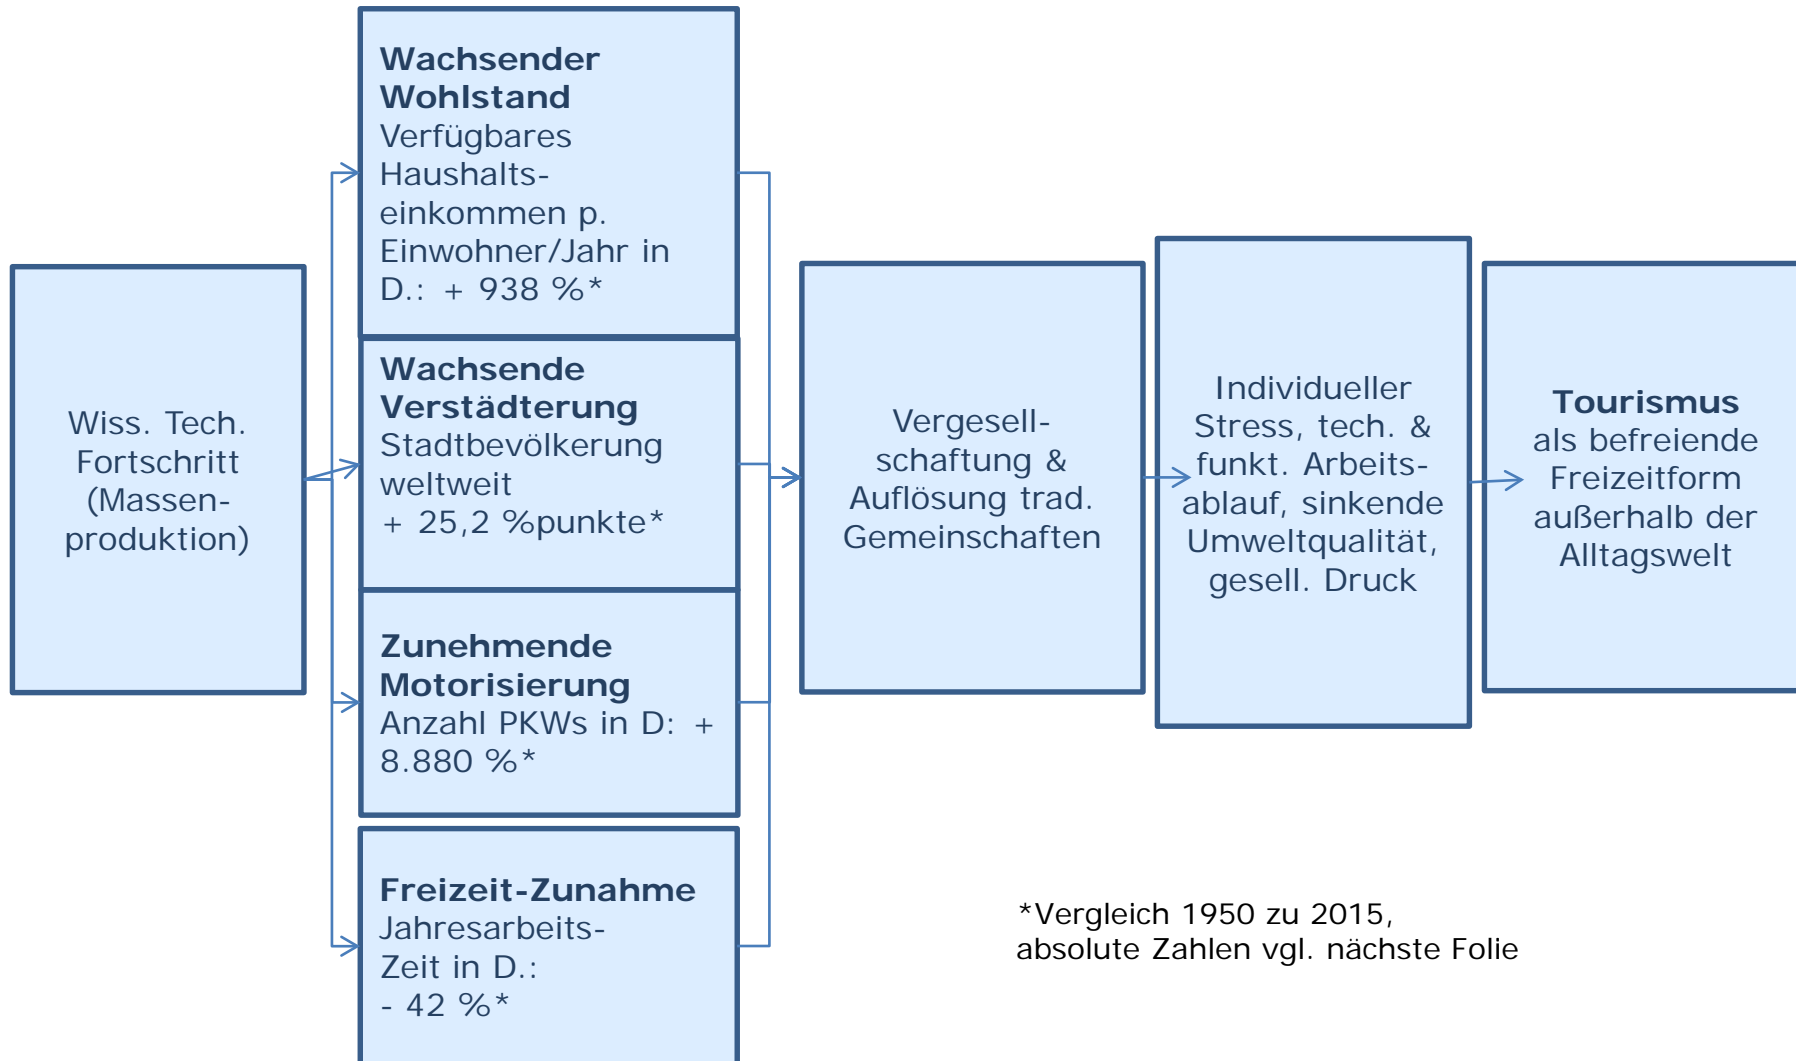 Wiss. Tech.
Fortschritt
(Massen-
produktion)
Wachsender
Wohlstand
Verfügbares
Haushalts-
einkommen p.
Einwohner/Jahr in
D.: + 938 %*
Wachsende
Verstädterung
Stadtbevölkerung
weltweit
+ 25,2 %punkte*
Zunehmende
Motorisierung
Anzahl PKWs in D: +
8.880 %*
Freizeit-Zunahme
Jahresarbeits-
Zeit in D.:
- 42 %*
Vergesell-
schaftung &
Auflösung trad.
Gemeinschaften
Individueller
Stress, tech. &
funkt. Arbeits-
ablauf, sinkende
Umweltqualität,
gesell. Druck
Tourismus
als befreiende
Freizeitform
außerhalb der
Alltagswelt
*Vergleich 1950 zu 2015,
absolute Zahlen vgl. nächste Folie